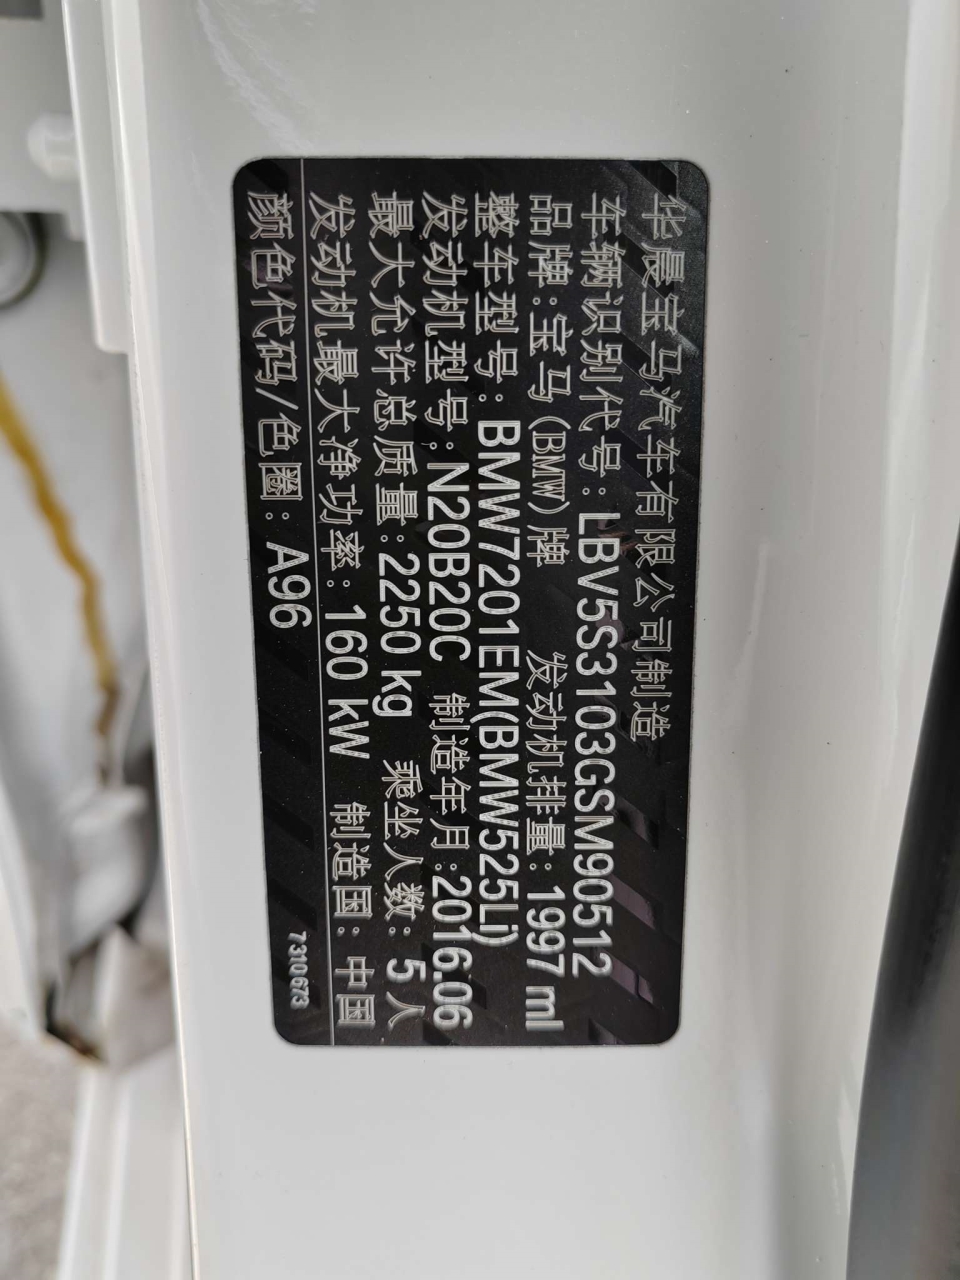 华晨宝马汽车有限公司制造
车辆识别代号:LBV5S3103GSM90512
品牌:宝马(BMW)牌 发动机排量:1997 ml
整车型号:BMW7201EM(BMW525Li)
发动机型号:N20B20C 制造年月:2016.06
最大允许总质量:2250 kg 乘坐人数:5人
发动机最大净功率:160 kW 制造国:中国
颜色代码/色圈:A96 7310673